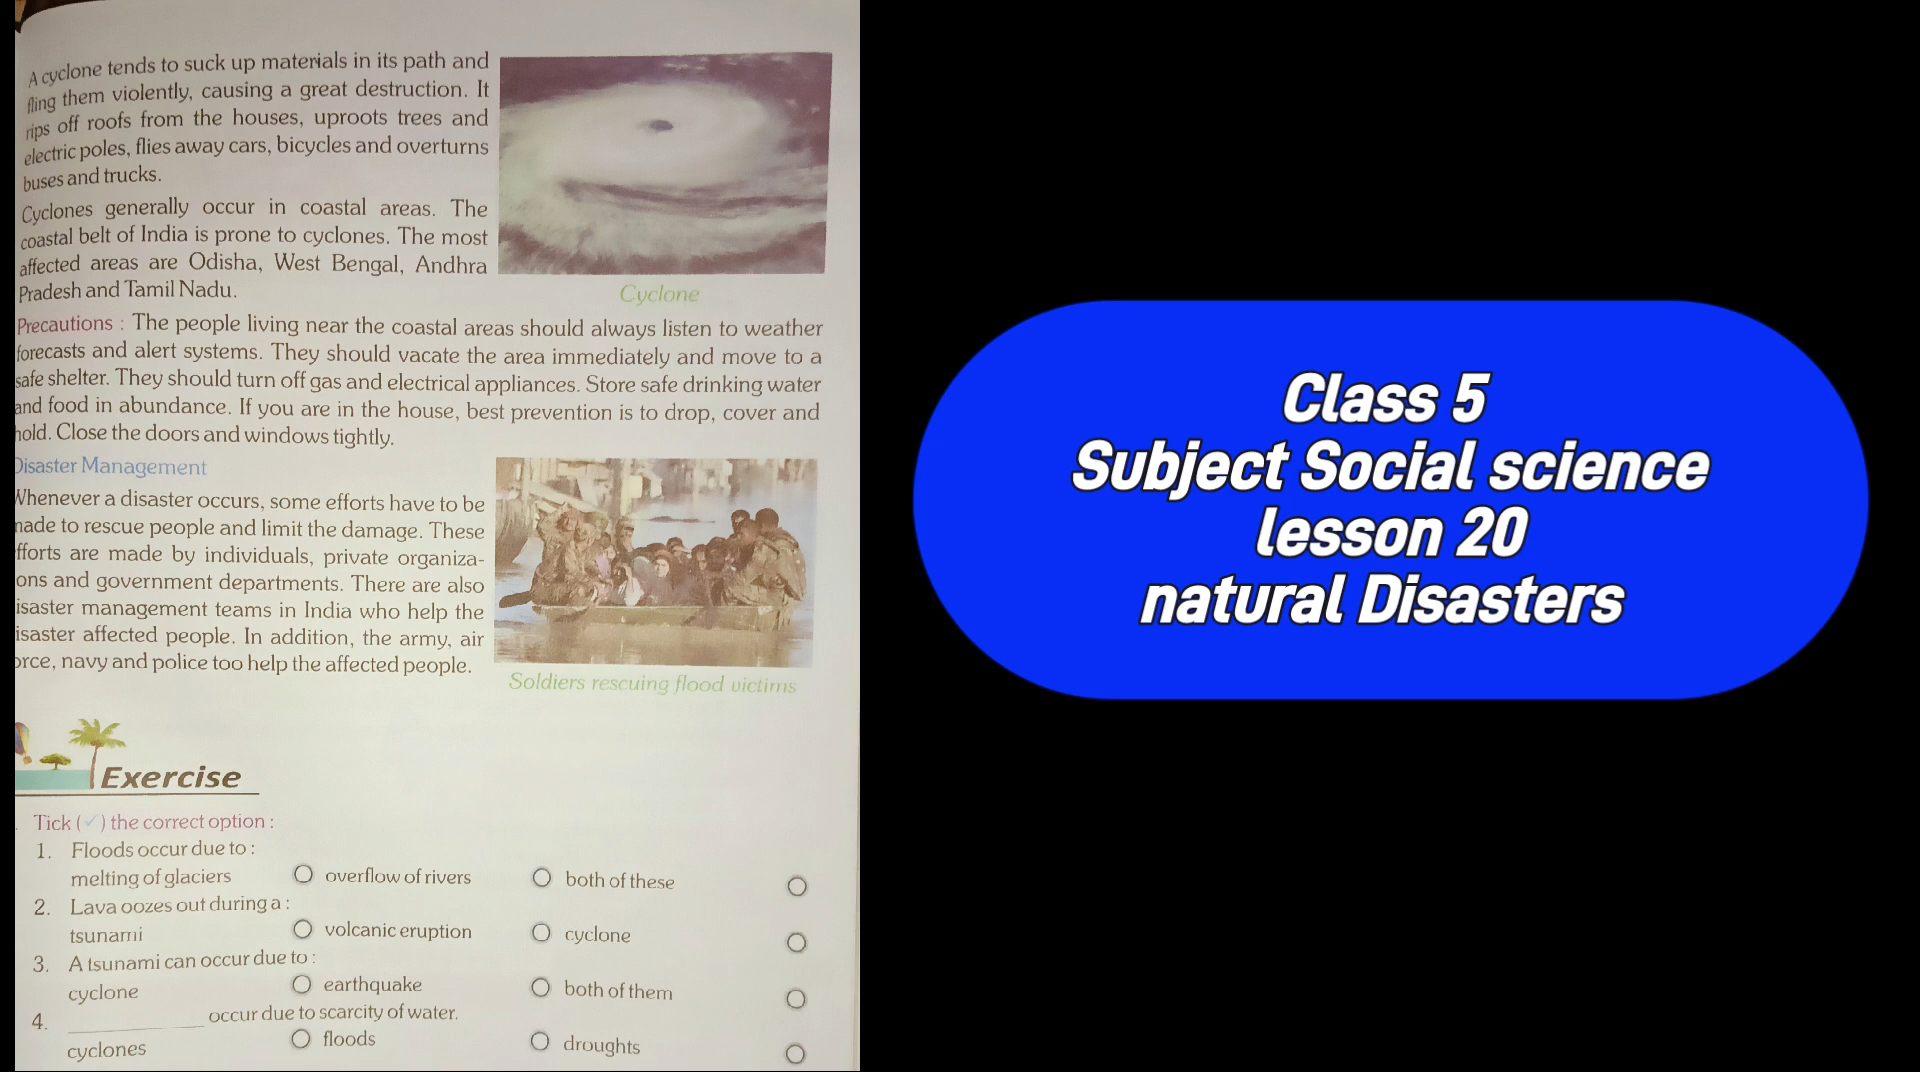 A cyclone tends to suck up materials in its path and
fling them violently, causing a great destruction. It
rips off roofs from the houses, uproots trees and
electric poles, flies away cars, bicycles and overturns
buses and trucks.
Cyclones generally occur in coastal areas. The
coastal belt of India is prone to cyclones. The most
affected areas are Odisha, West Bengal, Andhra
Pradesh and Tamil Nadu.
Cyclone
Precautions : The people living near the coastal areas should always listen to weather
forecasts and alert systems. They should vacate the area immediately and move to a
safe shelter. They should turn off gas and electrical appliances. Store safe drinking water
and food in abundance. If you are in the house, best prevention is to drop, cover and
hold. Close the doors and windows tightly.
Disaster Management
Whenever a disaster occurs, some efforts have to be
made to rescue people and limit the damage. These
fforts are made by individuals, private organiza-
ons and government departments. There are also
isaster management teams in India who help the
isaster affected people. In addition, the army, air
orce, navy and police too help the affected people.
Soldiers rescuing flood victims
Exercise
Tick (✓) the correct option :
1. Floods occur due to :
melting of glaciers ○ overflow of rivers ○ both of these ○
2. Lava oozes out during a :
tsunami ○ volcanic eruption ○ cyclone ○
3. A tsunami can occur due to :
cyclone ○ earthquake ○ both of them ○
4. __________ occur due to scarcity of water.
cyclones ○ floods ○ droughts ○
Class 5
Subject Social science
lesson 20
natural Disasters